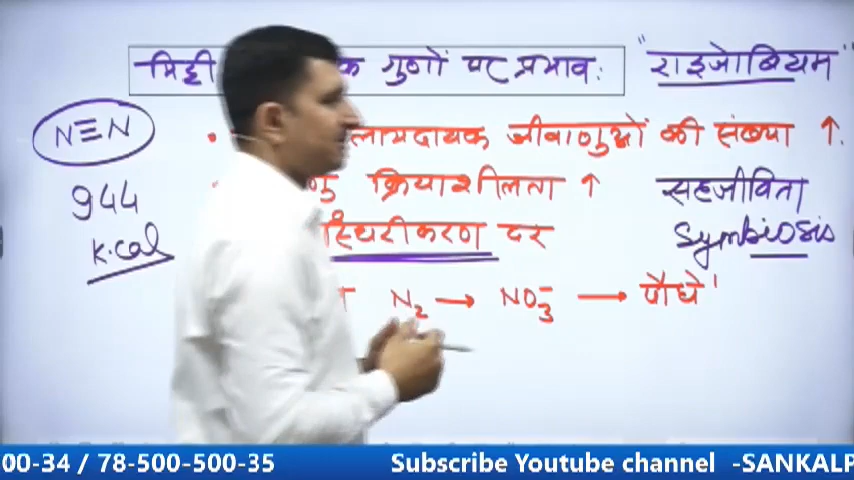 मिट्टी क गुणों पर प्रभाव: "राइजोबियम"
N≡N
944
K.Cal
लाभदायक जीवाणुओं की संख्या ↑.
क्रियाशीलता ↑
स्थिरीकरण दर
N₂ → NO₃⁻ → पौधे'
सहजीविता
Symbiosis
00-34 / 78-500-500-35 Subscribe Youtube channel -SANKALP